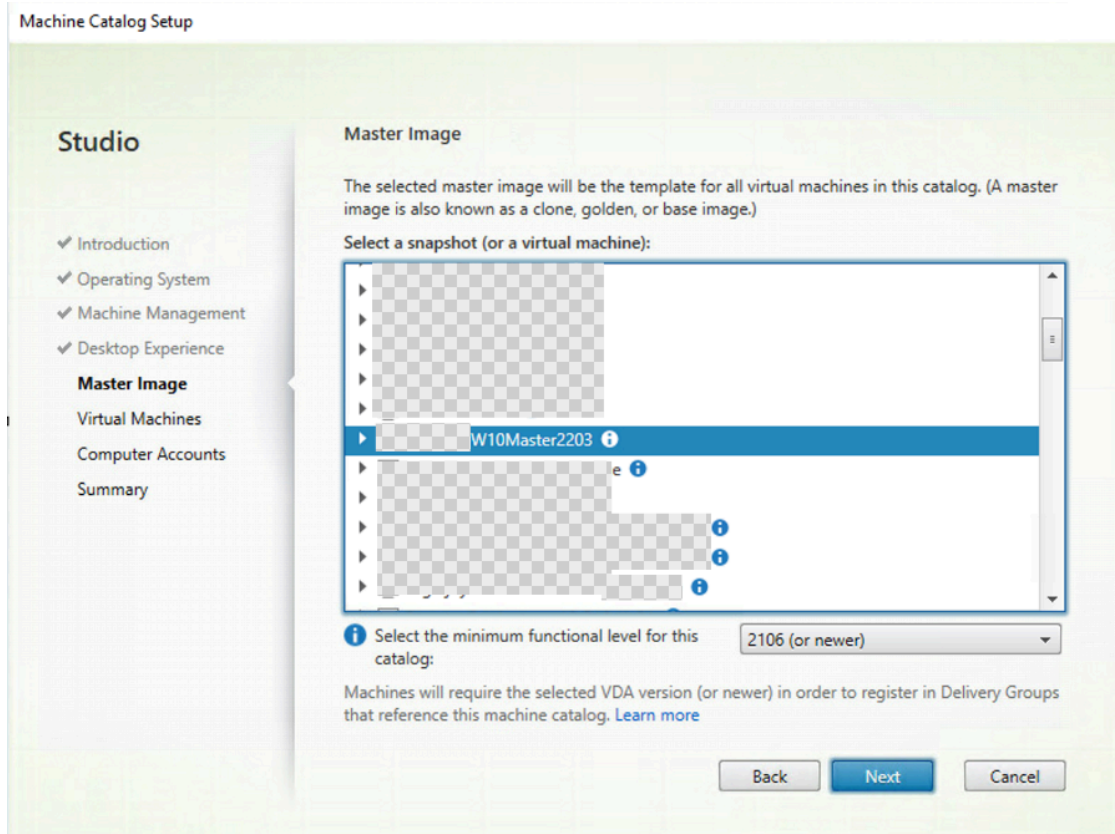 Machine Catalog Setup
Studio
Introduction
Operating System
Machine Management
Desktop Experience
Master Image
Virtual Machines
Computer Accounts
Summary
Master Image
The selected master image will be the template for all virtual machines in this catalog. (A master
image is also known as a clone, golden, or base image.)
Select a snapshot (or a virtual machine):
W10Master2203
e
Select the minimum functional level for this
catalog:
2106 (or newer)
Machines will require the selected VDA version (or newer) in order to register in Delivery Groups
that reference this machine catalog. Learn more
Back
Next
Cancel